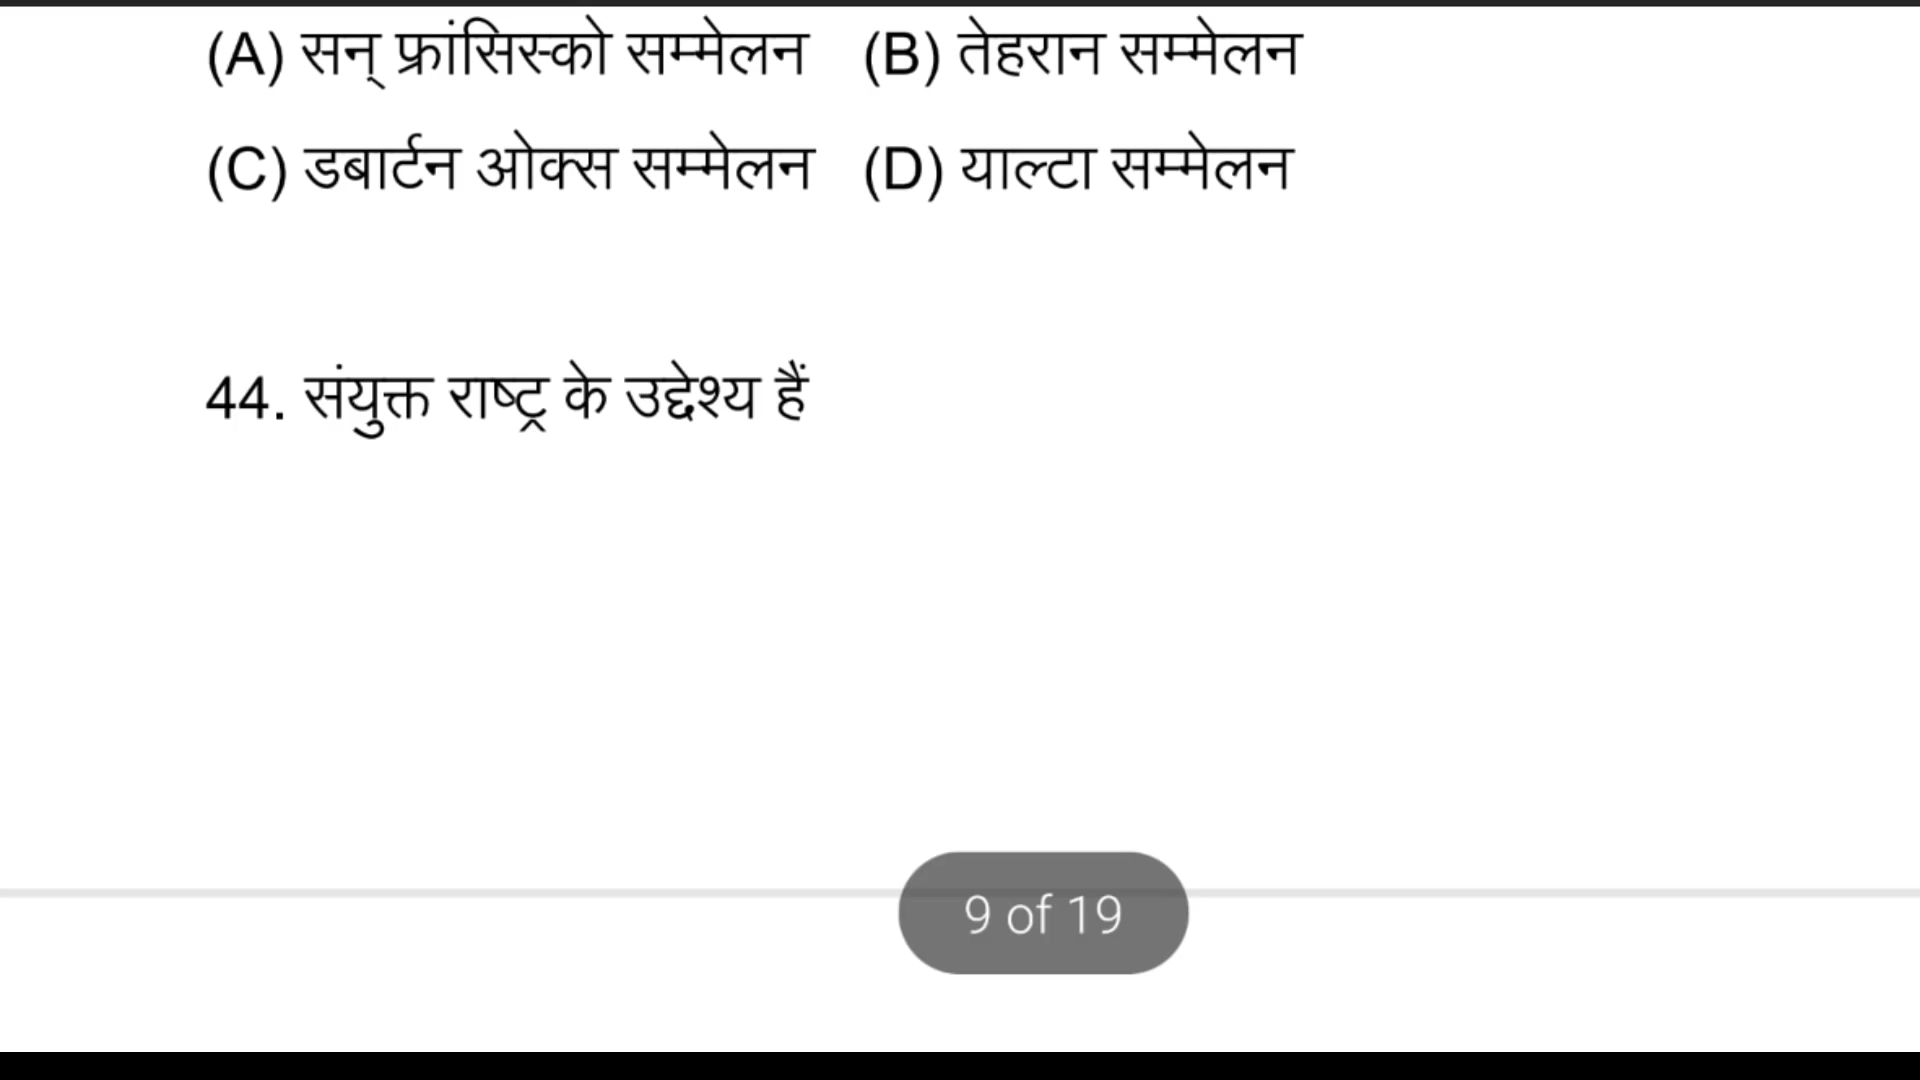 (A) सन् फ्रांसिस्को सम्मेलन (B) तेहरान सम्मेलन
(C) डबार्टन ओक्स सम्मेलन (D) याल्टा सम्मेलन
44. संयुक्त राष्ट्र के उद्देश्य हैं
9 of 19